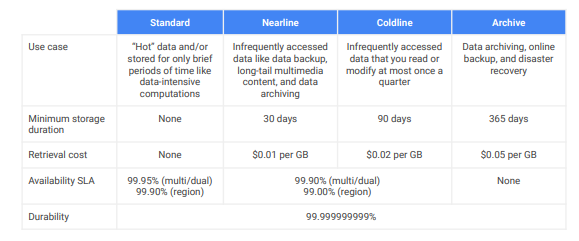 Standard Nearline Coldline Archive
Use case
“Hot” data and/or
stored for only brief
periods of time like
data-intensive
computations
Infrequently accessed
data like data backup,
long-tail multimedia
content, and data
archiving
Infrequently accessed
data that you read or
modify at most once a
quarter
Data archiving, online
backup, and disaster
recovery
Minimum storage
duration
None
30 days
90 days
365 days
Retrieval cost
None
$0.01 per GB
$0.02 per GB
$0.05 per GB
Availability SLA
99.95% (multi/dual)
99.90% (region)
99.90% (multi/dual)
99.00% (region)
None
Durability
99.999999999%